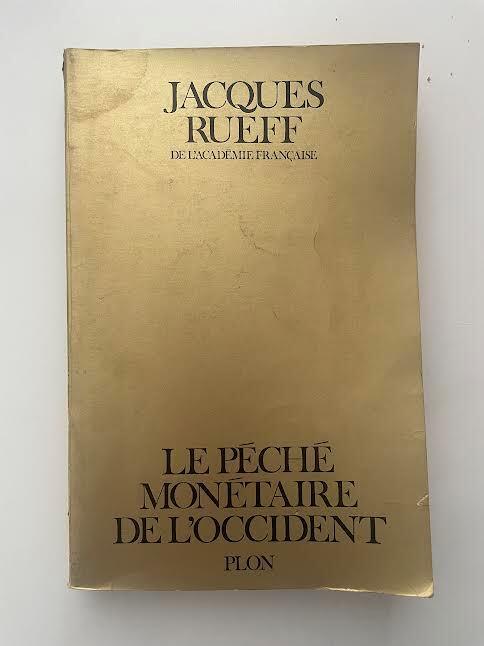 JACQUES
RUEFF
DE L'ACADÉMIE FRANÇAISE
LE PÉCHÉ
MONÉTAIRE
DE L'OCCIDENT
PLON